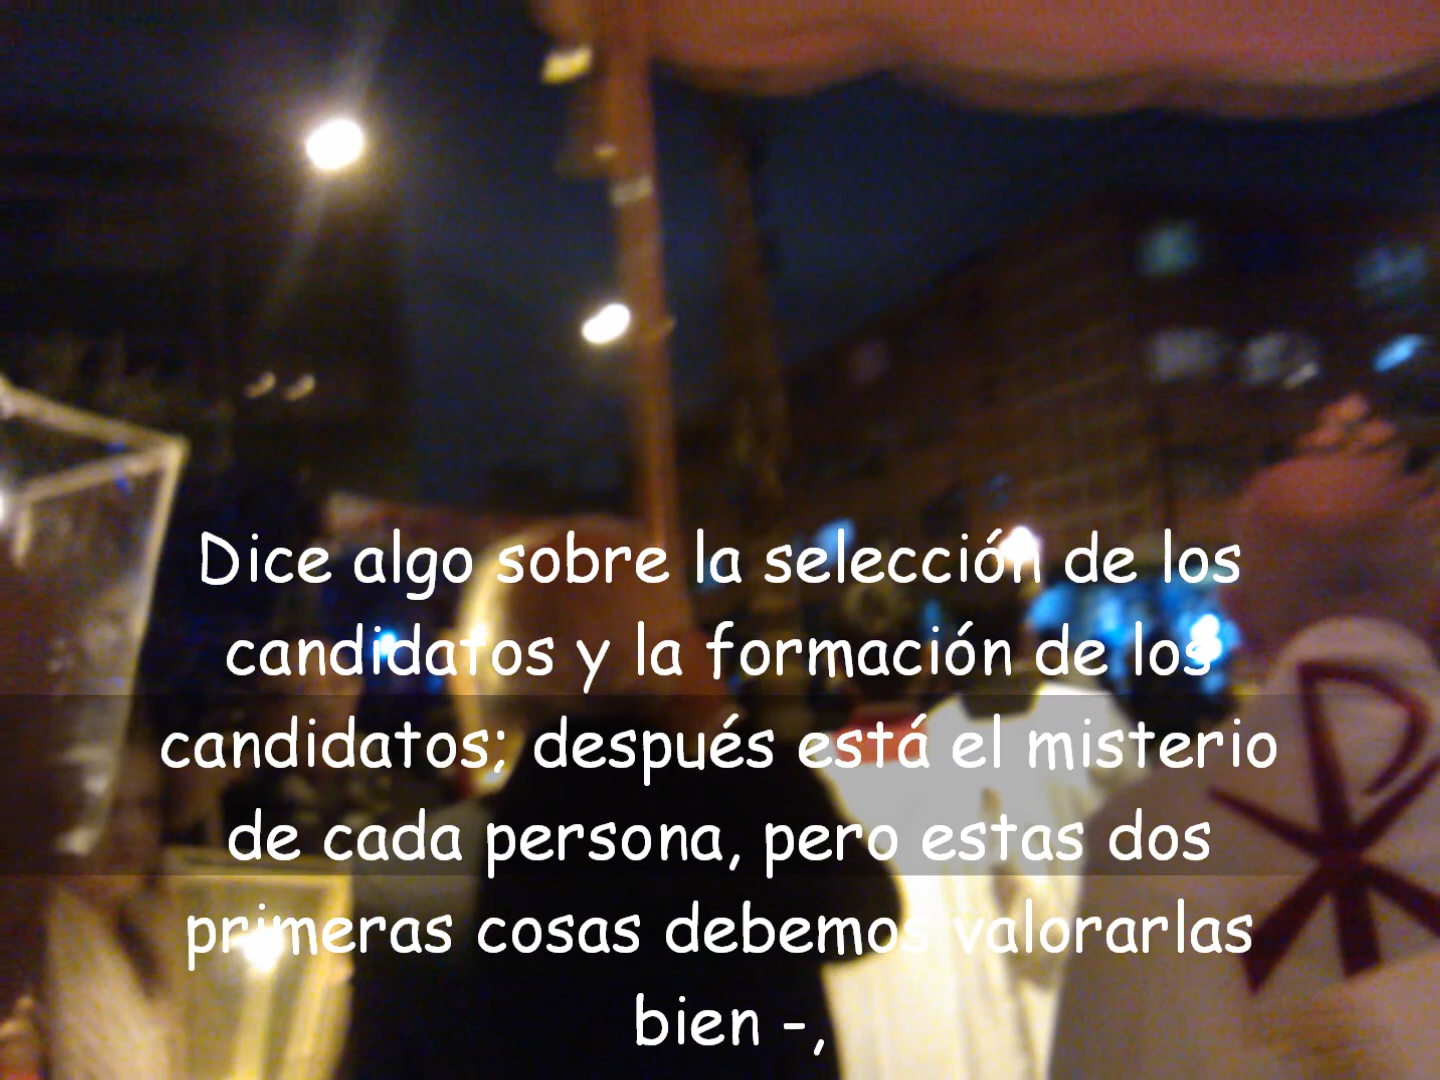 Dice algo sobre la selección de los
candidatos y la formación de los
candidatos; después está el misterio
de cada persona, pero estas dos
primeras cosas debemos valorarlas
bien -,